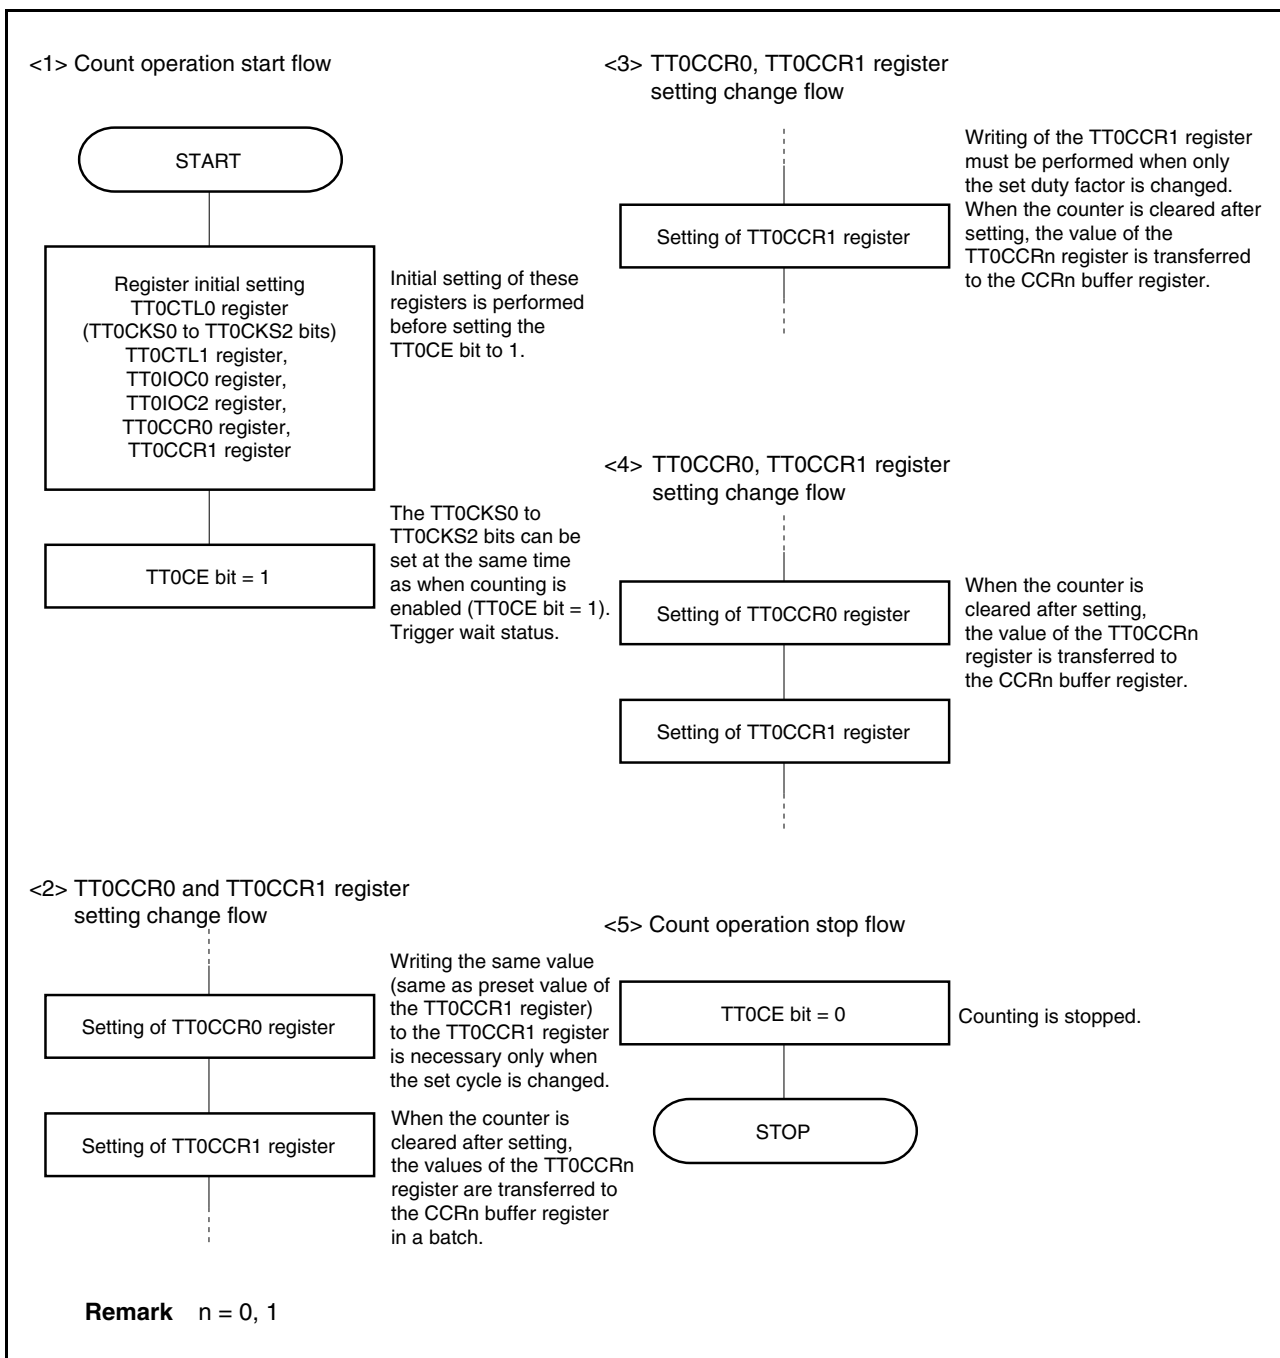 <1> Count operation start flow
START
Register initial setting
TT0CTL0 register
(TT0CKS0 to TT0CKS2 bits)
TT0CTL1 register,
TT0IOC0 register,
TT0IOC2 register,
TT0CCR0 register,
TT0CCR1 register
Initial setting of these
registers is performed
before setting the
TT0CE bit to 1.
TT0CE bit = 1
The TT0CKS0 to
TT0CKS2 bits can be
set at the same time
as when counting is
enabled (TT0CE bit = 1).
Trigger wait status.
<2> TT0CCR0 and TT0CCR1 register
setting change flow
Setting of TT0CCR0 register
Writing the same value
(same as preset value of
the TT0CCR1 register)
to the TT0CCR1 register
is necessary only when
the set cycle is changed.
Setting of TT0CCR1 register
When the counter is
cleared after setting,
the values of the TT0CCRn
register are transferred to
the CCRn buffer register
in a batch.
<3> TT0CCR0, TT0CCR1 register
setting change flow
Setting of TT0CCR1 register
Writing of the TT0CCR1 register
must be performed when only
the set duty factor is changed.
When the counter is cleared after
setting, the value of the
TT0CCRn register is transferred
to the CCRn buffer register.
<4> TT0CCR0, TT0CCR1 register
setting change flow
Setting of TT0CCR0 register
When the counter is
cleared after setting,
the value of the TT0CCRn
register is transferred to
the CCRn buffer register.
Setting of TT0CCR1 register
<5> Count operation stop flow
TT0CE bit = 0
Counting is stopped.
STOP
Remark n = 0, 1